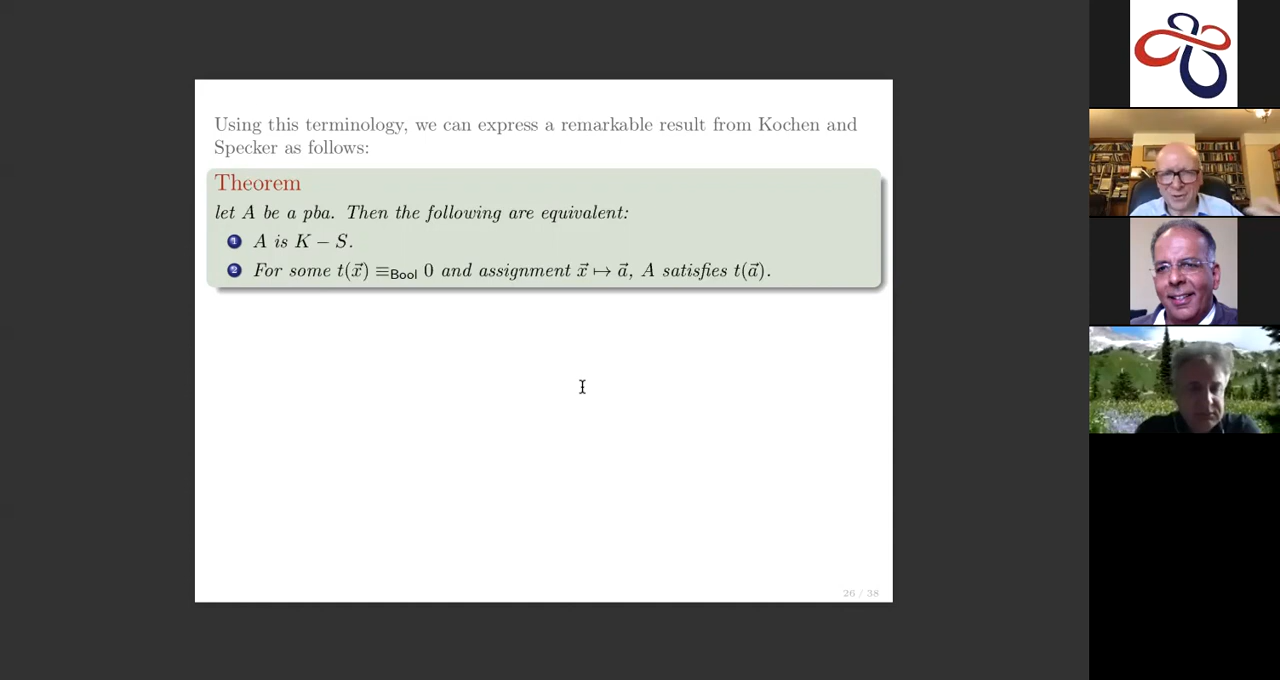 Using this terminology, we can express a remarkable result from Kochen and
Specker as follows:
Theorem
let A be a pba. Then the following are equivalent:
1 A is K − S.
2 For some t(x⃗) ≡Bool 0 and assignment x⃗ ↦ a⃗, A satisfies t(a⃗).
26 / 38